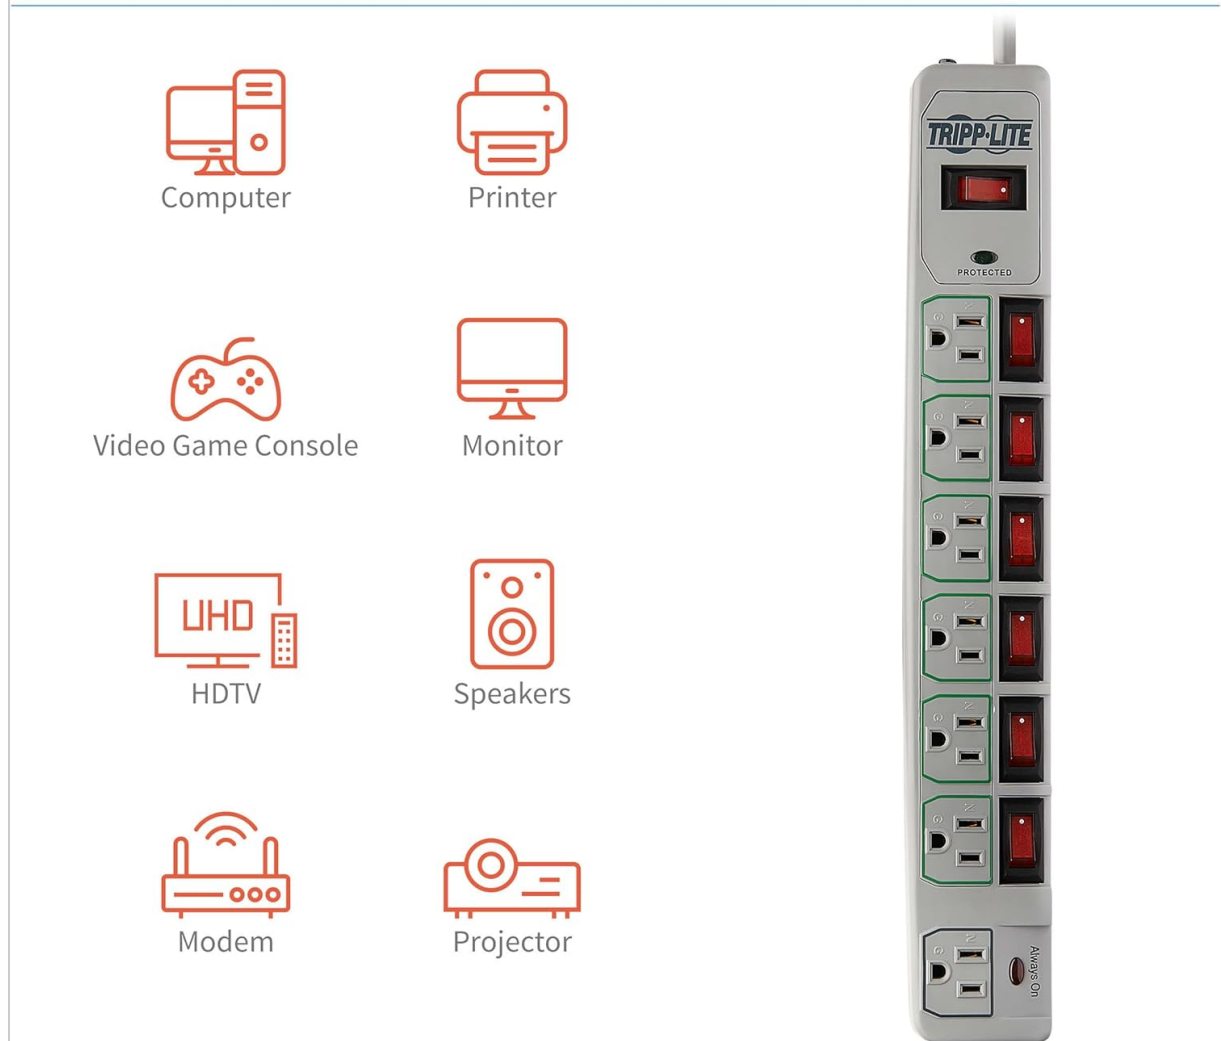 Computer
Printer
Video Game Console
Monitor
UHD
HDTV
Speakers
Modem
Projector
TRIPP·LITE
PROTECTED
N
G
N
G
N
G
N
G
N
G
N
G
N
G
Always On